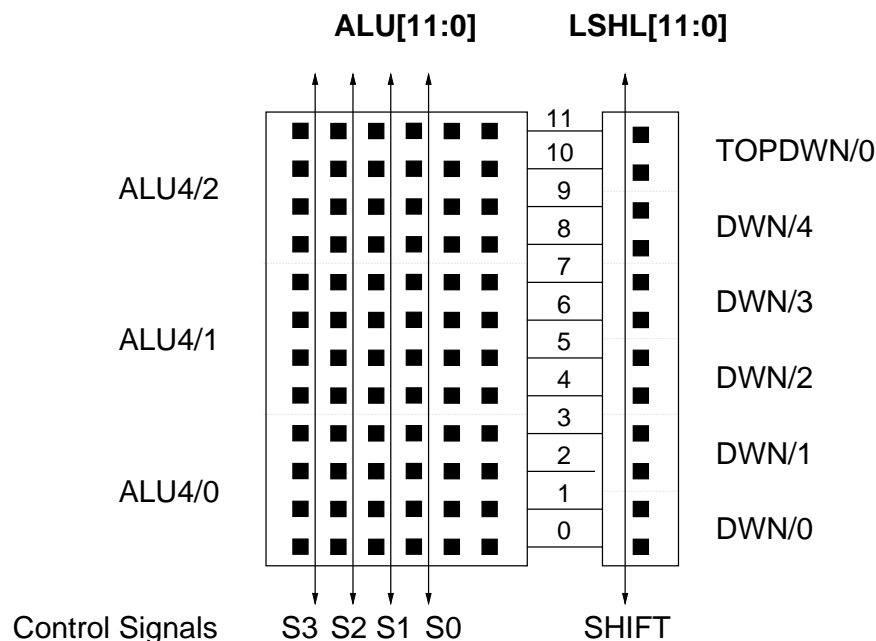 ALU[11:0] LSHL[11:0]
11
TOPDWN/0
10
ALU4/2
9
8
DWN/4
7
6
DWN/3
ALU4/1
5
4
DWN/2
3
2
DWN/1
ALU4/0
1
0
DWN/0
Control Signals S3 S2 S1 S0 SHIFT